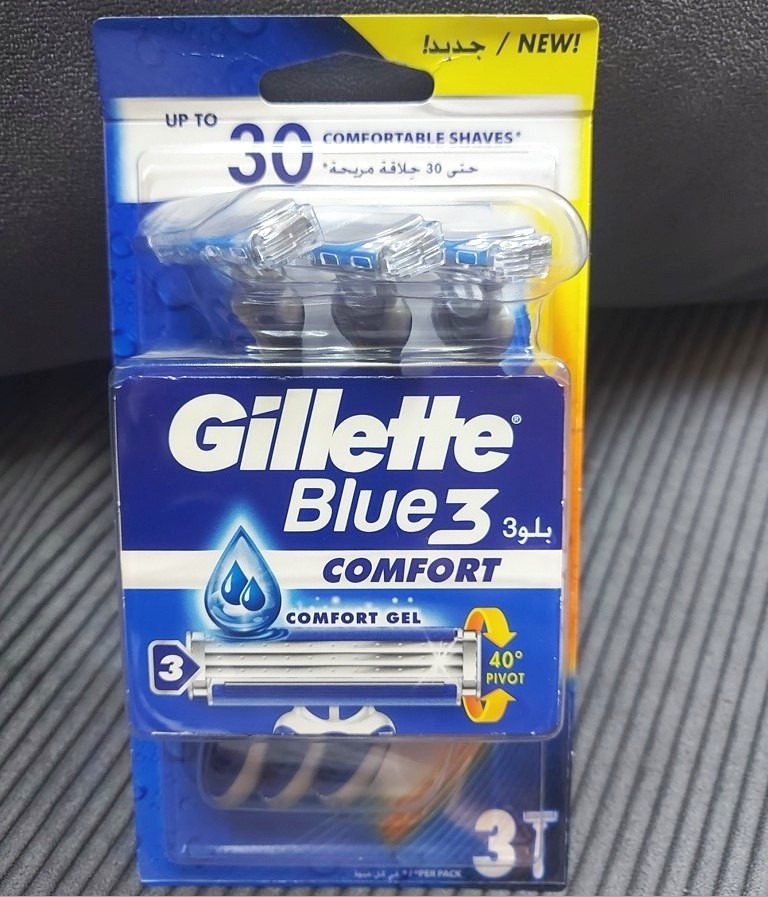 جديد! / NEW!
UP TO
30 COMFORTABLE SHAVES*
حتى 30 حِلاقة مريحة*
Gillette®
Blue3
بلو3
COMFORT
COMFORT GEL
3
40°
PIVOT
3
*/*PER PACK